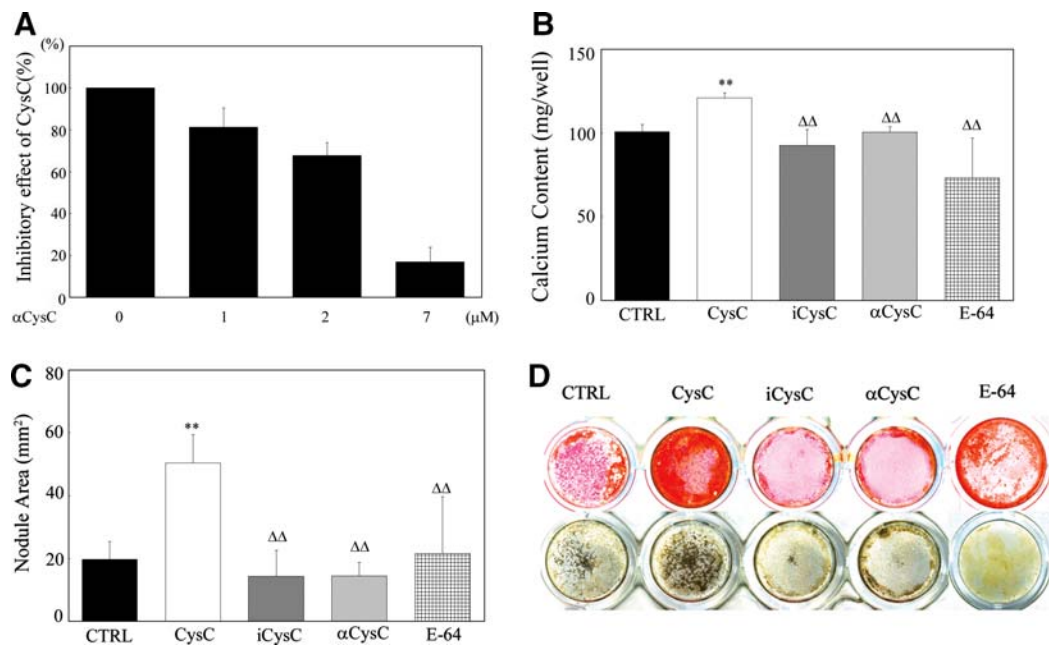 A
(%)
Inhibitory effect of CysC(%)
100
80
60
40
20
0
αCysC 0 1 2 7 (μM)
B
Calcium Content (mg/well)
150
100
50
0
**
ΔΔ
ΔΔ
ΔΔ
CTRL CysC iCysC αCysC E-64
C
Nodule Area (mm²)
80
60
40
20
0
**
ΔΔ
ΔΔ
ΔΔ
CTRL CysC iCysC αCysC E-64
D
CTRL CysC iCysC αCysC E-64